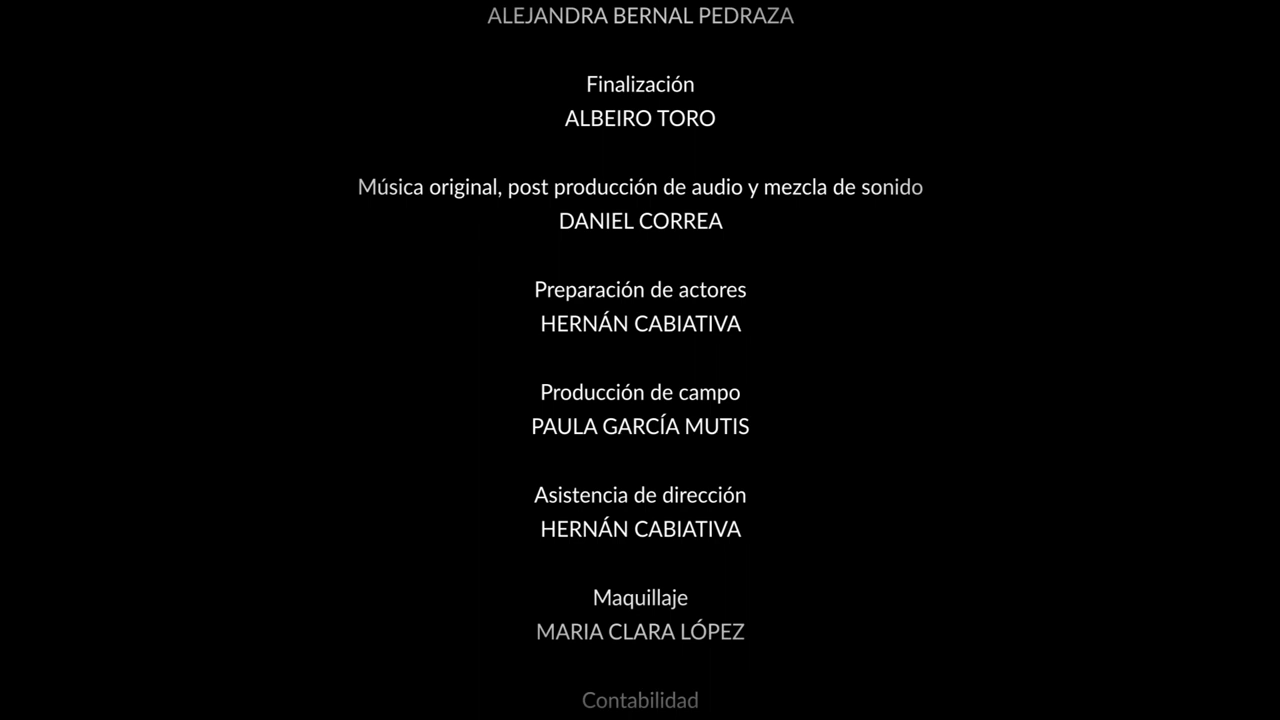 ALEJANDRA BERNAL PEDRAZA
Finalización
ALBEIRO TORO
Música original, post producción de audio y mezcla de sonido
DANIEL CORREA
Preparación de actores
HERNÁN CABIATIVA
Producción de campo
PAULA GARCÍA MUTIS
Asistencia de dirección
HERNÁN CABIATIVA
Maquillaje
MARIA CLARA LÓPEZ
Contabilidad